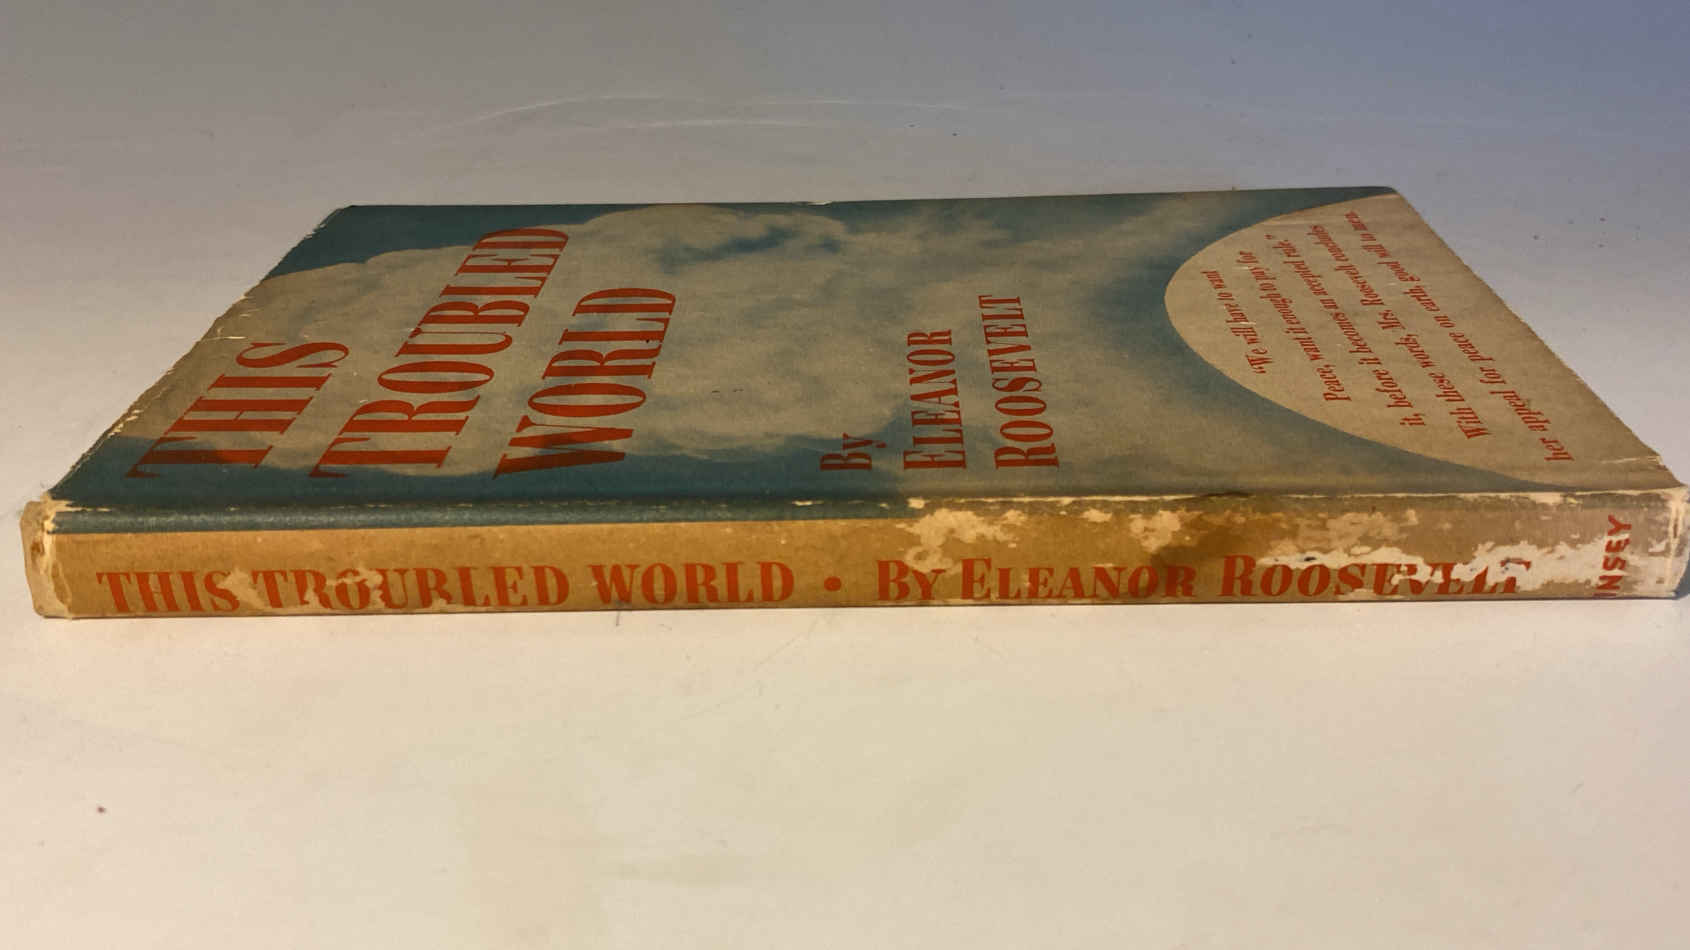 THIS
TROUBLED
WORLD
By
ELEANOR
ROOSEVELT
"We will have to want
Peace, want it enough to pay for
it, before it becomes an accepted rule."
With these words, Mrs. Roosevelt concludes
her appeal for peace on earth, good will to men.
THIS TROUBLED WORLD • BY ELEANOR ROOSEVELT